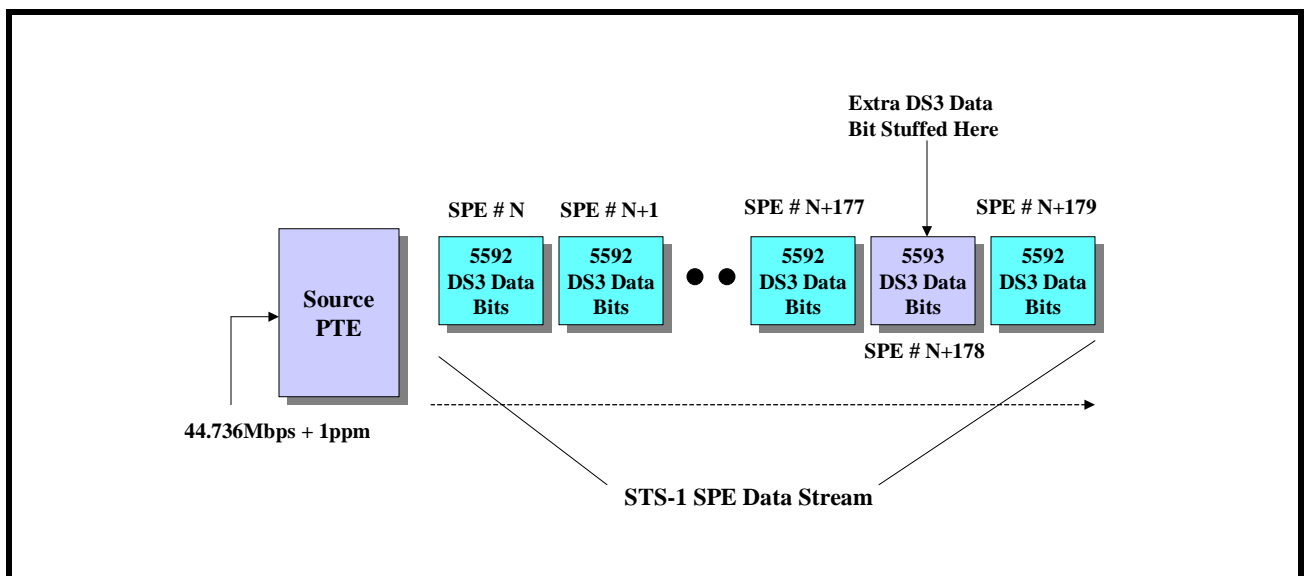 Extra DS3 Data
Bit Stuffed Here
SPE # N
SPE # N+1
SPE # N+177
SPE # N+179
Source
PTE
5592
DS3 Data
Bits
5592
DS3 Data
Bits
5592
DS3 Data
Bits
5593
DS3 Data
Bits
5592
DS3 Data
Bits
SPE # N+178
44.736Mbps + 1ppm
STS-1 SPE Data Stream